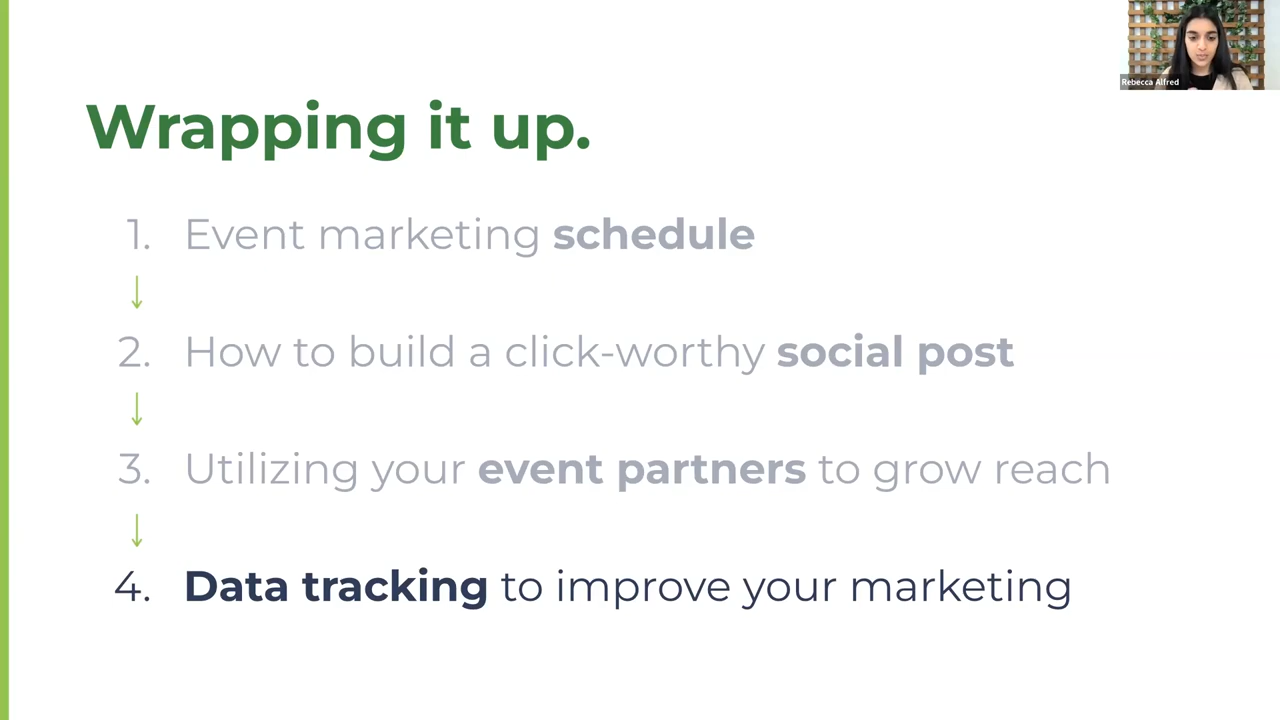 Rebecca Alfred
Wrapping it up.
1. Event marketing schedule
2. How to build a click-worthy social post
3. Utilizing your event partners to grow reach
4. Data tracking to improve your marketing